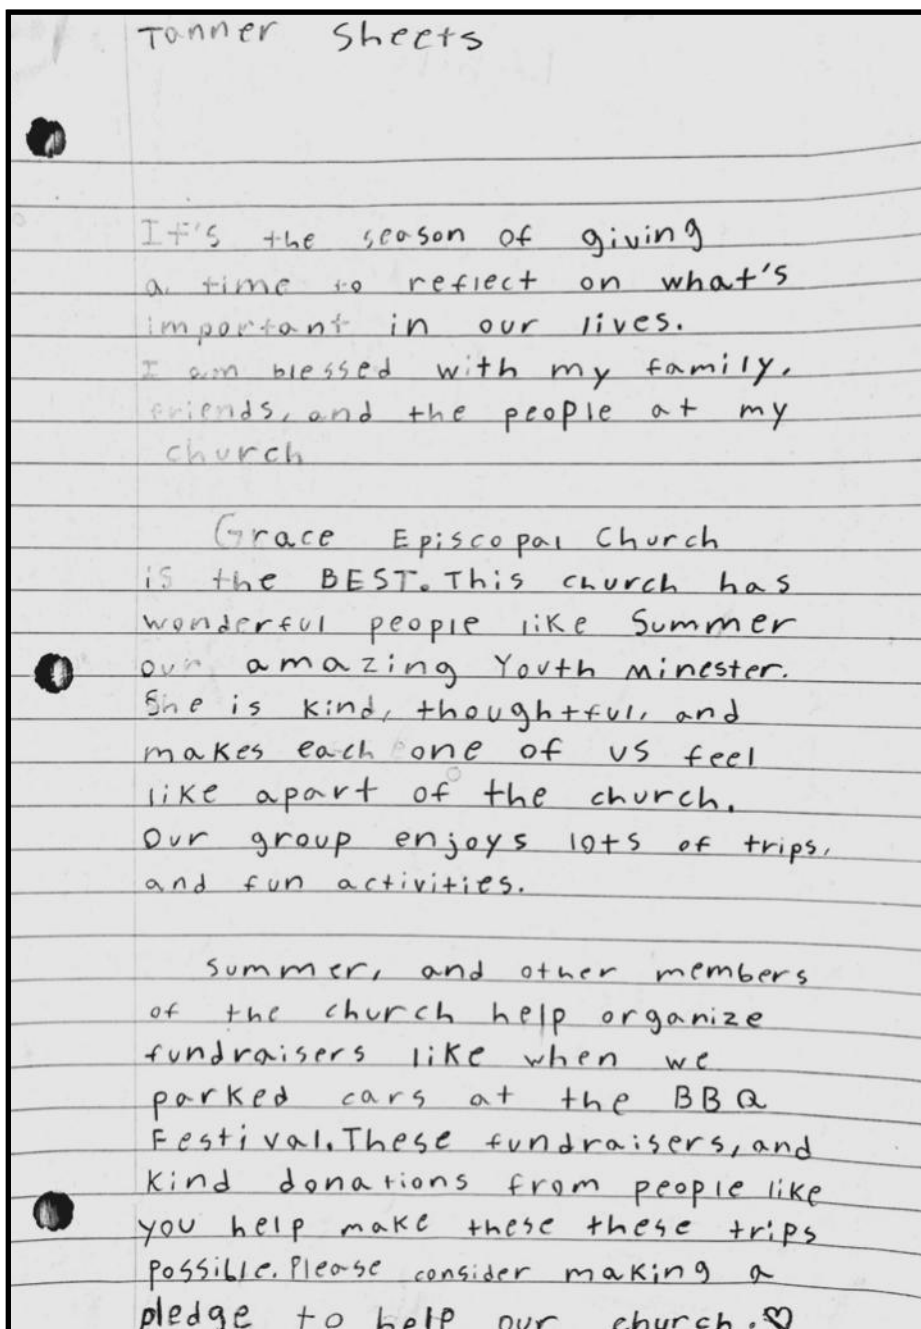 Tanner Sheets
It's the season of giving
a time to reflect on what's
important in our lives.
I am blessed with my family,
friends, and the people at my
church
Grace Episcopal Church
is the BEST. This church has
wonderful people like Summer
our amazing Youth minester.
She is kind, thoughtful, and
makes each one of us feel
like apart of the church.
Our group enjoys lots of trips,
and fun activities.
Summer, and other members
of the church help organize
fundraisers like when we
parked cars at the BBQ
Festival. These fundraisers, and
kind donations from people like
you help make these these trips
possible. Please consider making a
pledge to help our church. ♡